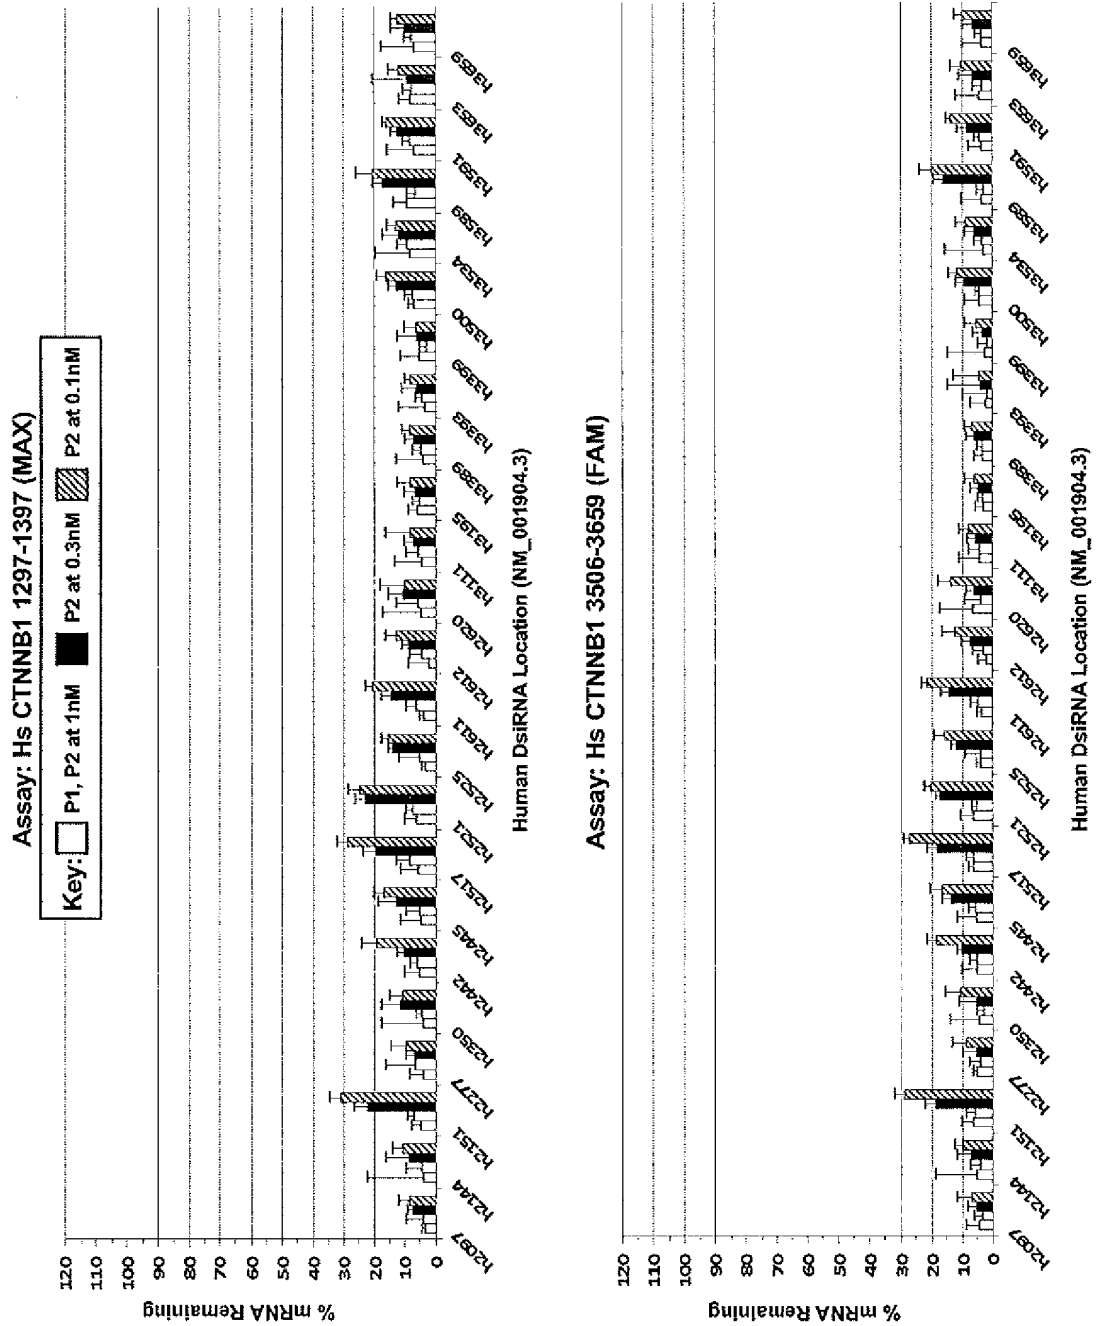 Assay: Hs CTNNB1 1297-1397 (MAX)
Key: P1, P2 at 1nM P2 at 0.3nM P2 at 0.1nM
% mRNA Remaining
120
110
100
90
80
70
60
50
40
30
20
10
0
h2097 h2144 h2151 h2277 h2350 h2442 h2445 h2517 h2521 h2525 h2611 h2612 h2620 h3111 h3195 h3389 h3393 h3399 h3500 h3534 h3589 h3591 h3653 h3659
Human DsiRNA Location (NM_001904.3)
Assay: Hs CTNNB1 3506-3659 (FAM)
% mRNA Remaining
120
110
100
90
80
70
60
50
40
30
20
10
0
h2097 h2144 h2151 h2277 h2350 h2442 h2445 h2517 h2521 h2525 h2611 h2612 h2620 h3111 h3195 h3389 h3393 h3399 h3500 h3534 h3589 h3591 h3653 h3659
Human DsiRNA Location (NM_001904.3)